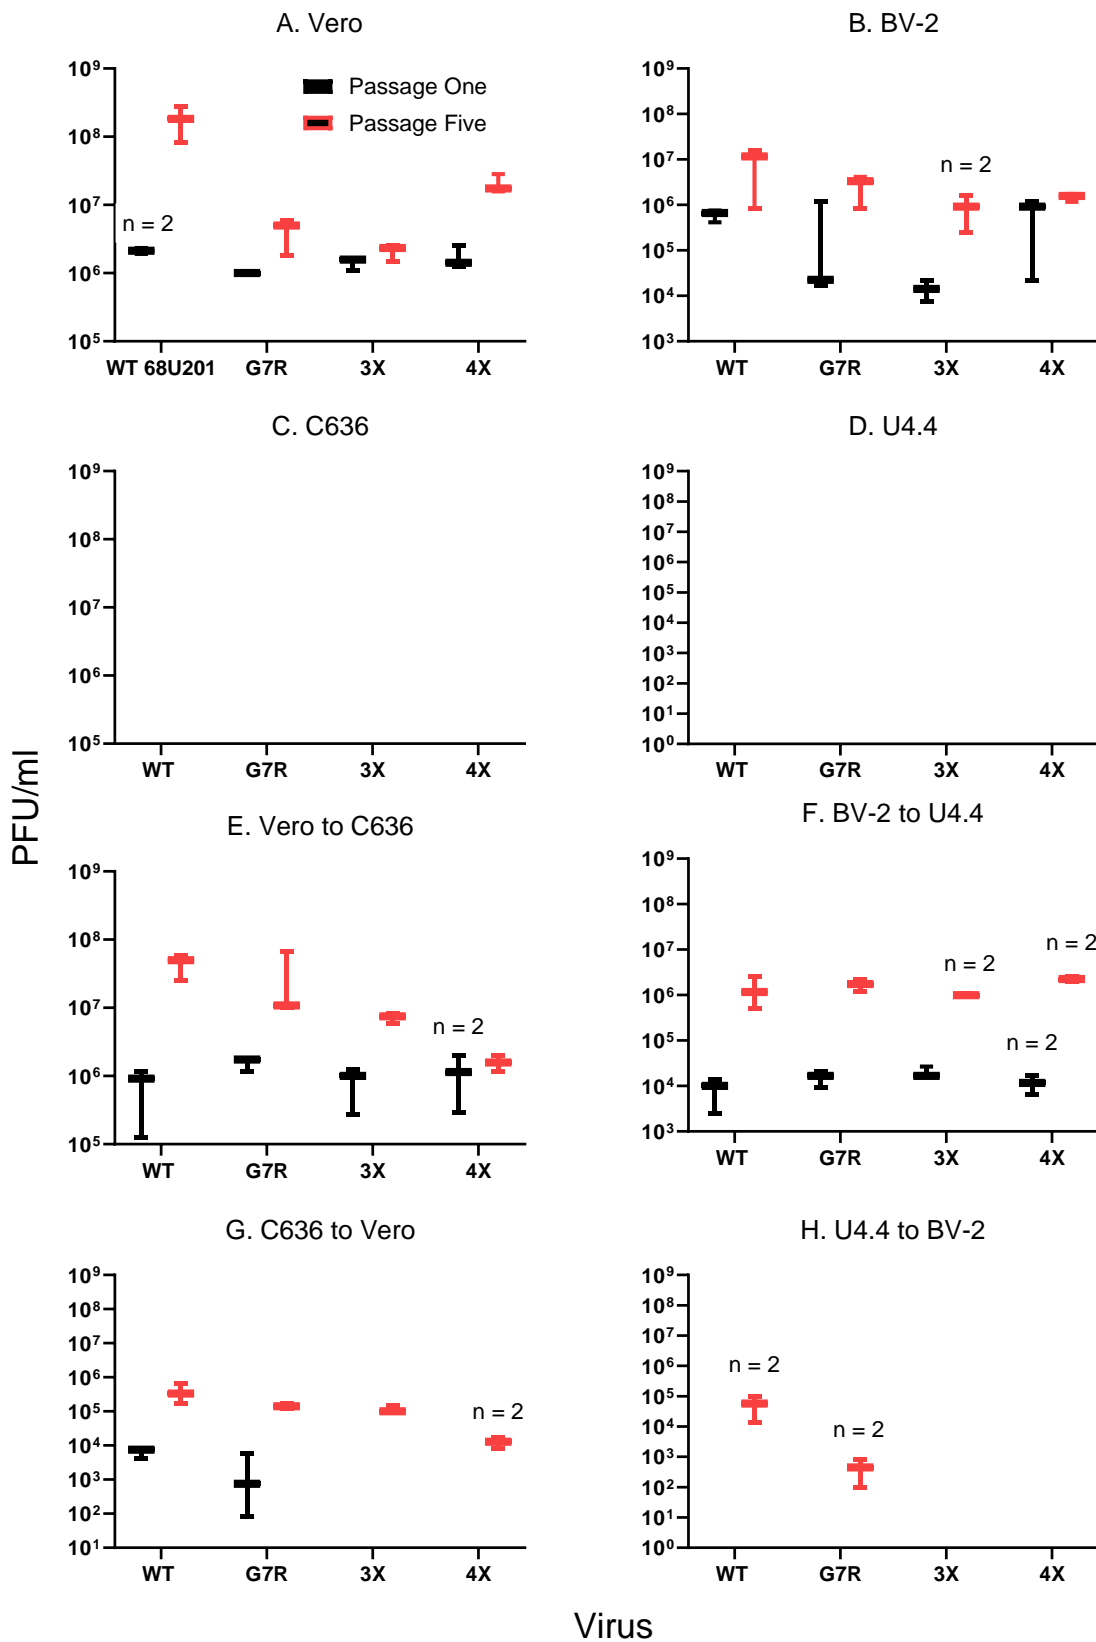 A. Vero
10⁹
10⁸
10⁷
10⁶
10⁵
Passage One
Passage Five
n = 2
WT 68U201 G7R 3X 4X
B. BV-2
10⁹
10⁸
10⁷
10⁶
10⁵
10⁴
10³
n = 2
WT G7R 3X 4X
C. C636
10⁹
10⁸
10⁷
10⁶
10⁵
WT G7R 3X 4X
D. U4.4
10⁹
10⁸
10⁷
10⁶
10⁵
10⁴
10³
10²
10¹
10⁰
WT G7R 3X 4X
PFU/ml
E. Vero to C636
10⁹
10⁸
10⁷
10⁶
10⁵
n = 2
WT G7R 3X 4X
F. BV-2 to U4.4
10⁹
10⁸
10⁷
10⁶
10⁵
10⁴
10³
n = 2
n = 2
n = 2
WT G7R 3X 4X
G. C636 to Vero
10⁹
10⁸
10⁷
10⁶
10⁵
10⁴
10³
10²
10¹
n = 2
WT G7R 3X 4X
H. U4.4 to BV-2
10⁹
10⁸
10⁷
10⁶
10⁵
10⁴
10³
10²
10¹
10⁰
n = 2
n = 2
WT G7R 3X 4X
Virus